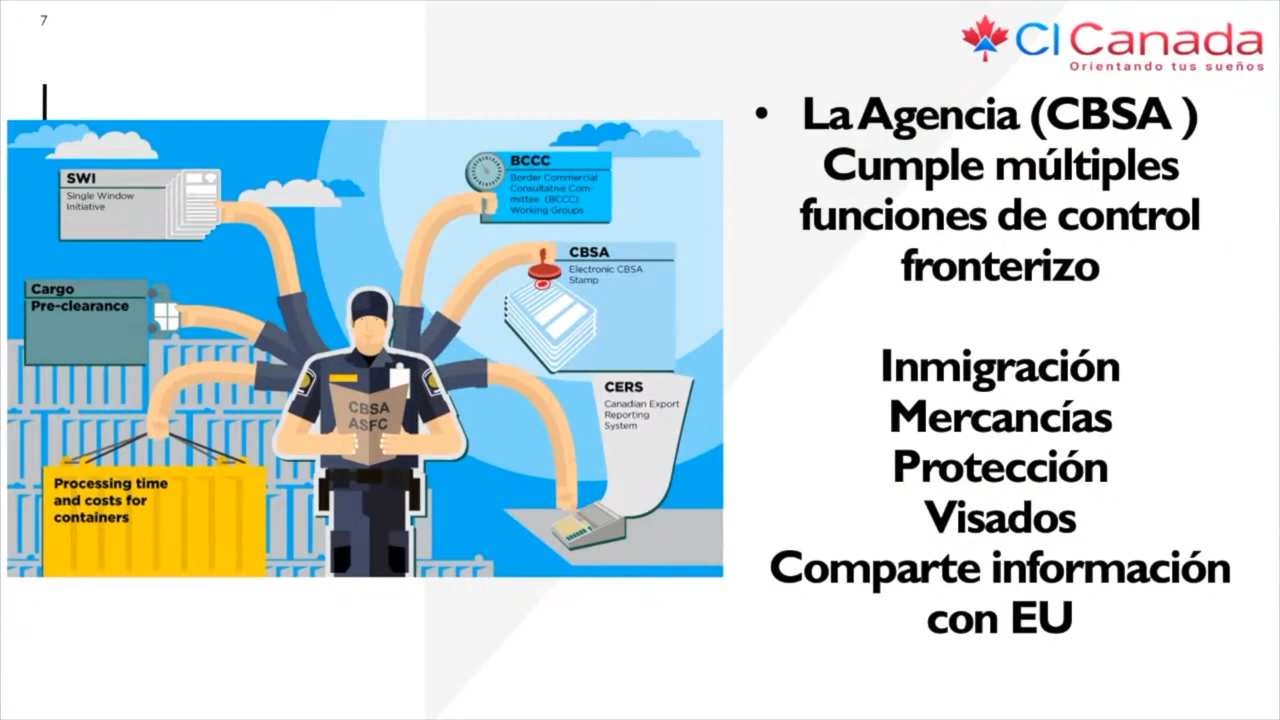 7
CI Canada
Orientando tus sueños
• La Agencia (CBSA )
Cumple múltiples
funciones de control
fronterizo
Inmigración
Mercancías
Protección
Visados
Comparte información
con EU
SWI
Single Window
Initiative
BCCC
Border Commercial
Consultative Com-
mittee (BCCC)
Working Groups
CBSA
Electronic CBSA
Stamp
Cargo
Pre-clearance
CERS
Canadian Export
Reporting
System
CBSA
ASFC
Processing time
and costs for
containers